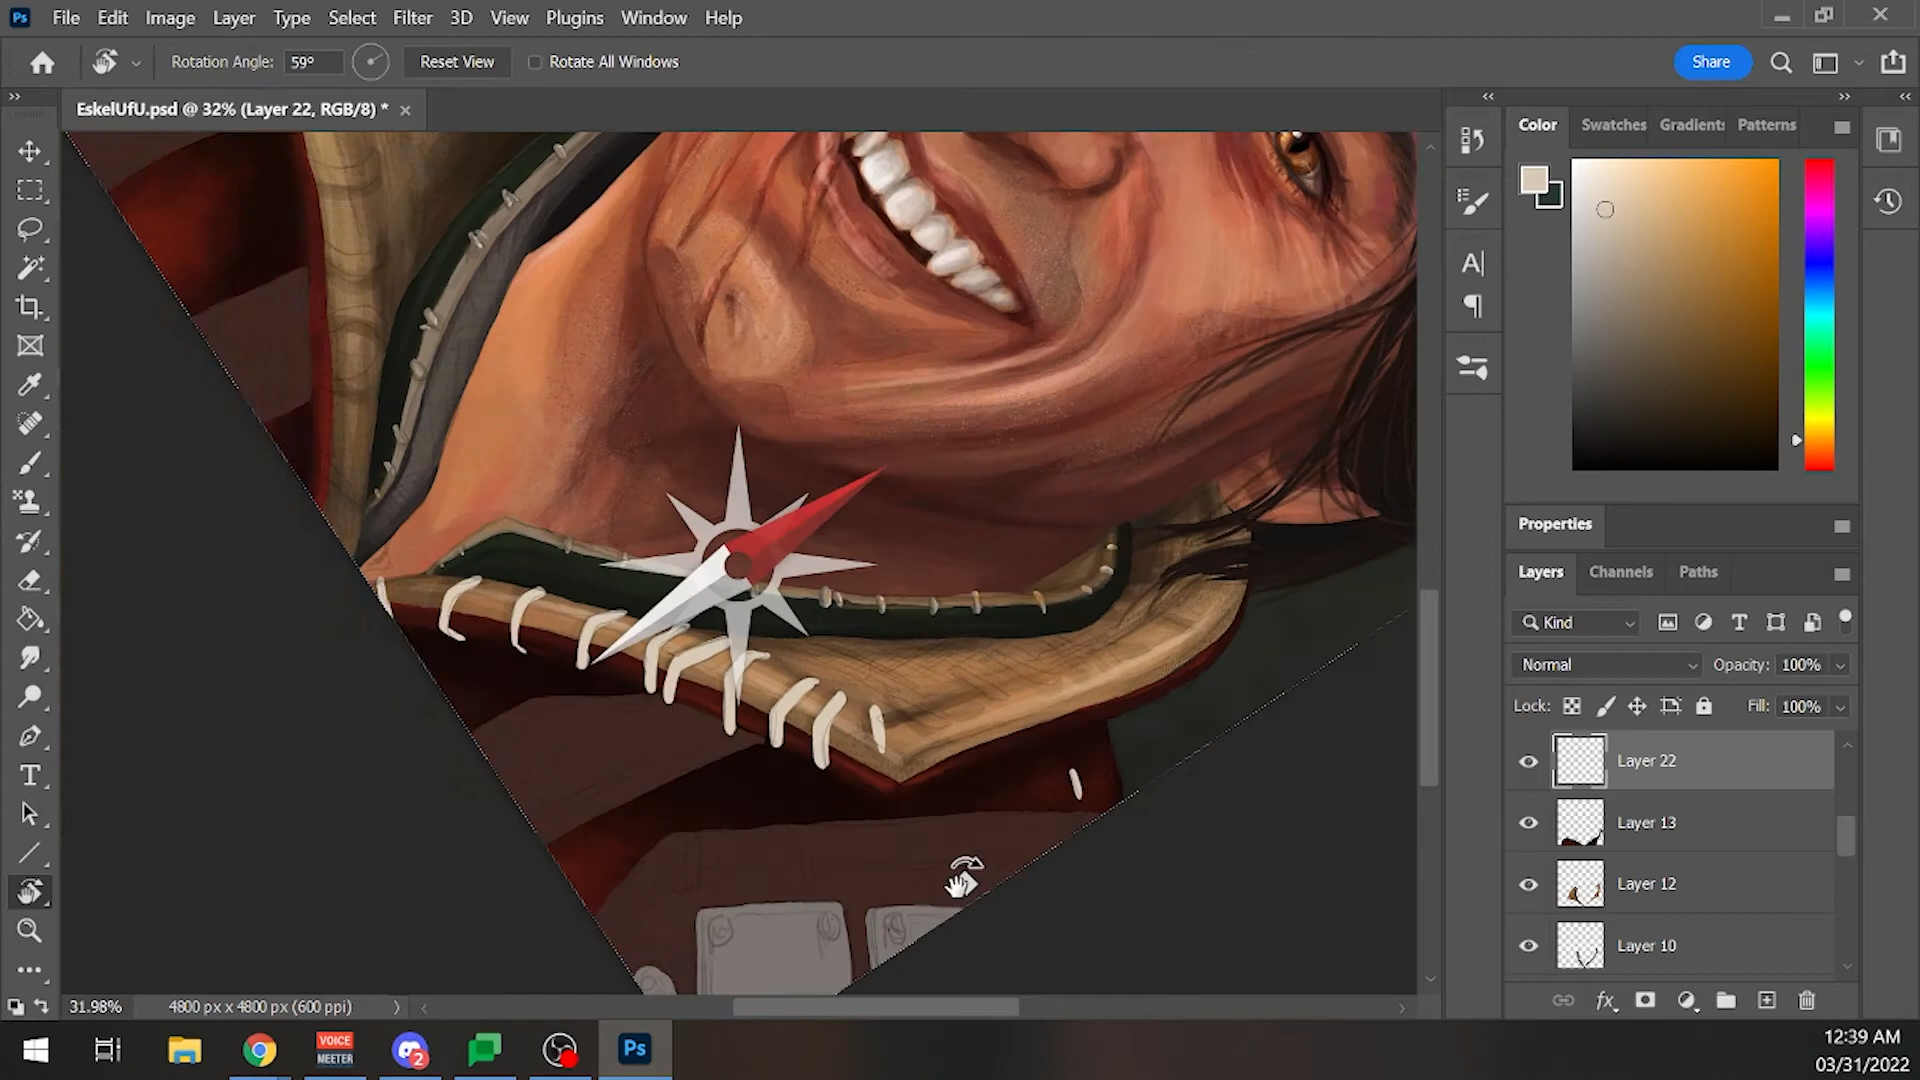 Ps File Edit Image Layer Type Select Filter 3D View Plugins Window Help
Rotation Angle: 59° Reset View Rotate All Windows Share
EskelUfU.psd @ 32% (Layer 22, RGB/8) *
Color Swatches Gradients Patterns
Properties
Layers Channels Paths
Kind
Normal Opacity: 100%
Lock: Fill: 100%
Layer 22
Layer 13
Layer 12
Layer 10
31.98% 4800 px x 4800 px (600 ppi)
VOICE
MEETER
2
Ps
12:39 AM
03/31/2022